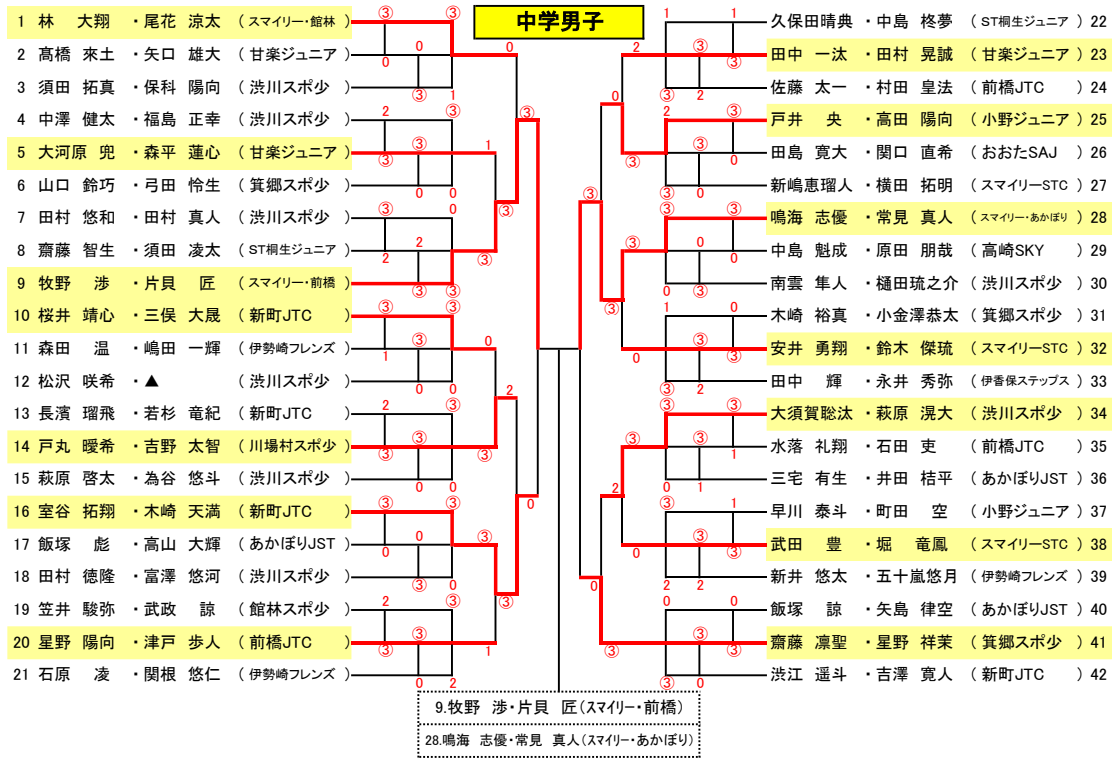 中学男子
1 林 大翔 ・尾花 涼太 (スマイリー・館林)
2 髙橋 來土 ・矢口 雄大 (甘楽ジュニア)
3 須田 拓真 ・保科 陽向 (渋川スポ少)
4 中澤 健太 ・福島 正幸 (渋川スポ少)
5 大河原 兜 ・森平 蓮心 (甘楽ジュニア)
6 山口 鈴巧 ・弓田 怜生 (箕郷スポ少)
7 田村 悠和 ・田村 真人 (渋川スポ少)
8 齋藤 智生 ・須田 凌太 (ST桐生ジュニア)
9 牧野 渉 ・片貝 匠 (スマイリー・前橋)
10 桜井 靖心 ・三俣 大晟 (新町JTC)
11 森田 温 ・嶋田 一輝 (伊勢崎フレンズ)
12 松沢 咲希 ・▲ (渋川スポ少)
13 長濱 瑠飛 ・若杉 竜紀 (新町JTC)
14 戸丸 曖希 ・吉野 太智 (川場村スポ少)
15 萩原 啓太 ・為谷 悠斗 (渋川スポ少)
16 室谷 拓翔 ・木崎 天満 (新町JTC)
17 飯塚 彪 ・高山 大輝 (あかぼりJST)
18 田村 徳隆 ・富澤 悠河 (渋川スポ少)
19 笠井 駿弥 ・武政 諒 (館林スポ少)
20 星野 陽向 ・津戸 歩人 (前橋JTC)
21 石原 凌 ・関根 悠仁 (伊勢崎フレンズ)
久保田晴典 ・中島 柊夢 (ST桐生ジュニア) 22
田中 一汰 ・田村 晃誠 (甘楽ジュニア) 23
佐藤 太一 ・村田 皇法 (前橋JTC) 24
戸井 央 ・高田 陽向 (小野ジュニア) 25
田島 寛大 ・関口 直希 (おおたSAJ) 26
新嶋恵瑠人 ・横田 拓明 (スマイリーSTC) 27
鳴海 志優 ・常見 真人 (スマイリー・あかぼり) 28
中島 魁成 ・原田 朋哉 (高崎SKY) 29
南雲 隼人 ・樋田琉之介 (渋川スポ少) 30
木崎 裕真 ・小金澤恭太 (箕郷スポ少) 31
安井 勇翔 ・鈴木 傑琉 (スマイリーSTC) 32
田中 輝 ・永井 秀弥 (伊香保ステップス) 33
大須賀聡汰 ・萩原 滉大 (渋川スポ少) 34
水落 礼翔 ・石田 吏 (前橋JTC) 35
三宅 有生 ・井田 桔平 (あかぼりJST) 36
早川 泰斗 ・町田 空 (小野ジュニア) 37
武田 豊 ・堀 竜鳳 (スマイリーSTC) 38
新井 悠太 ・五十嵐悠月 (伊勢崎フレンズ) 39
飯塚 諒 ・矢島 律空 (あかぼりJST) 40
齋藤 凛聖 ・星野 祥茉 (箕郷スポ少) 41
渋江 遥斗 ・吉澤 寛人 (新町JTC) 42
9.牧野 渉・片貝 匠(スマイリー・前橋)
28.鳴海 志優・常見 真人(スマイリー・あかぼり)